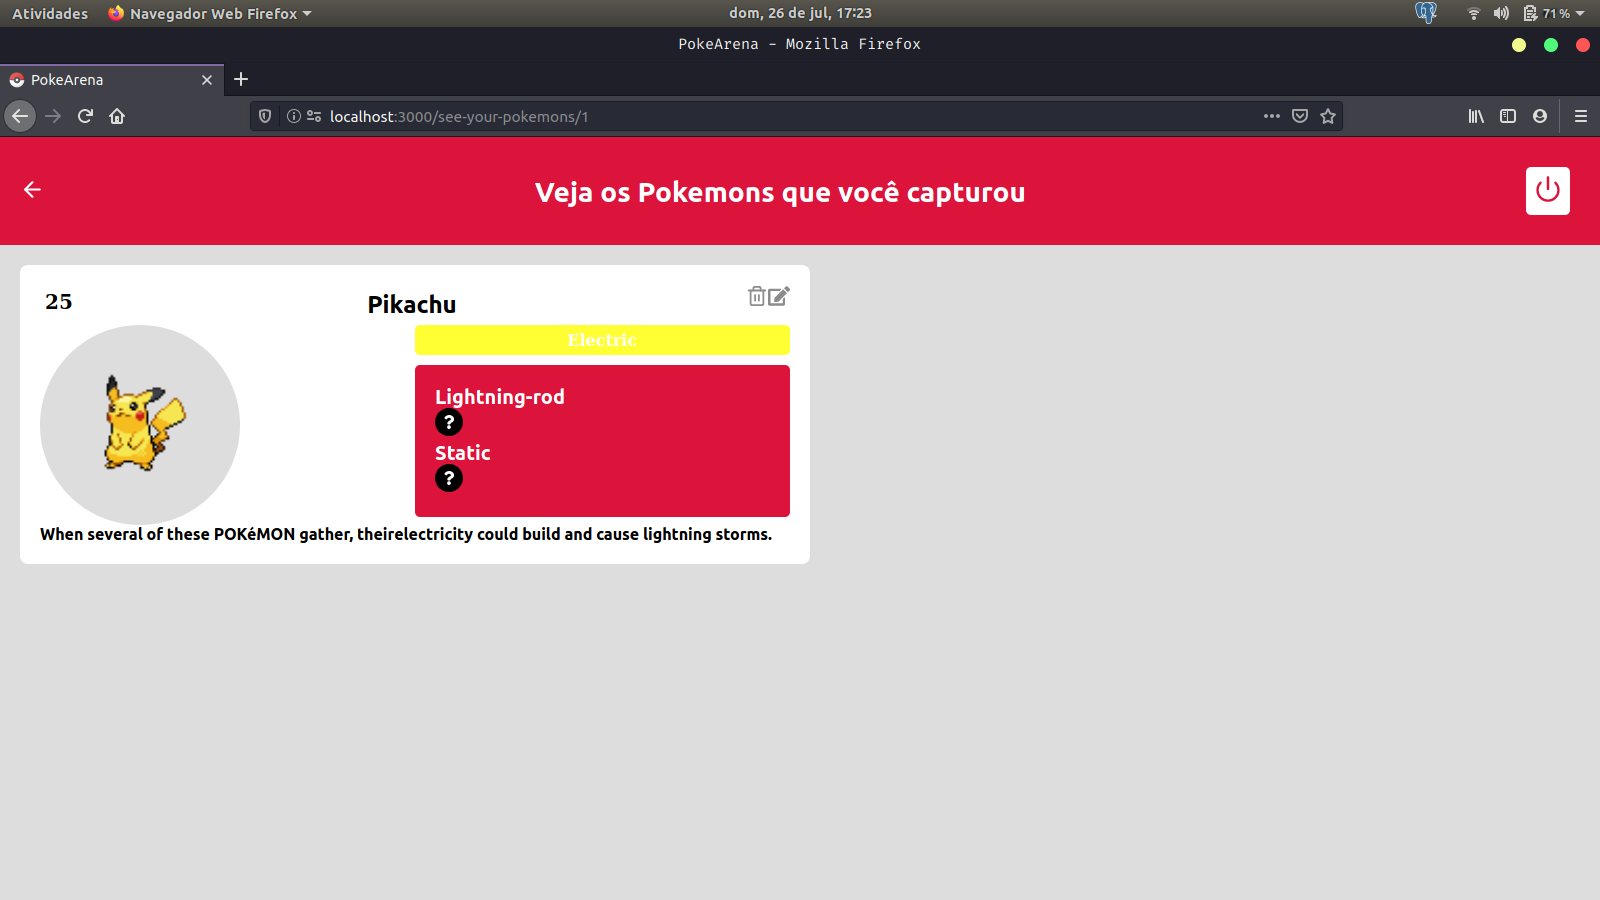 Atividades Navegador Web Firefox dom, 26 de jul, 17:23 71%
PokeArena - Mozilla Firefox
PokeArena
localhost:3000/see-your-pokemons/1
Veja os Pokemons que você capturou
25 Pikachu
Electric
Lightning-rod
?
Static
?
When several of these POKéMON gather, theirelectricity could build and cause lightning storms.